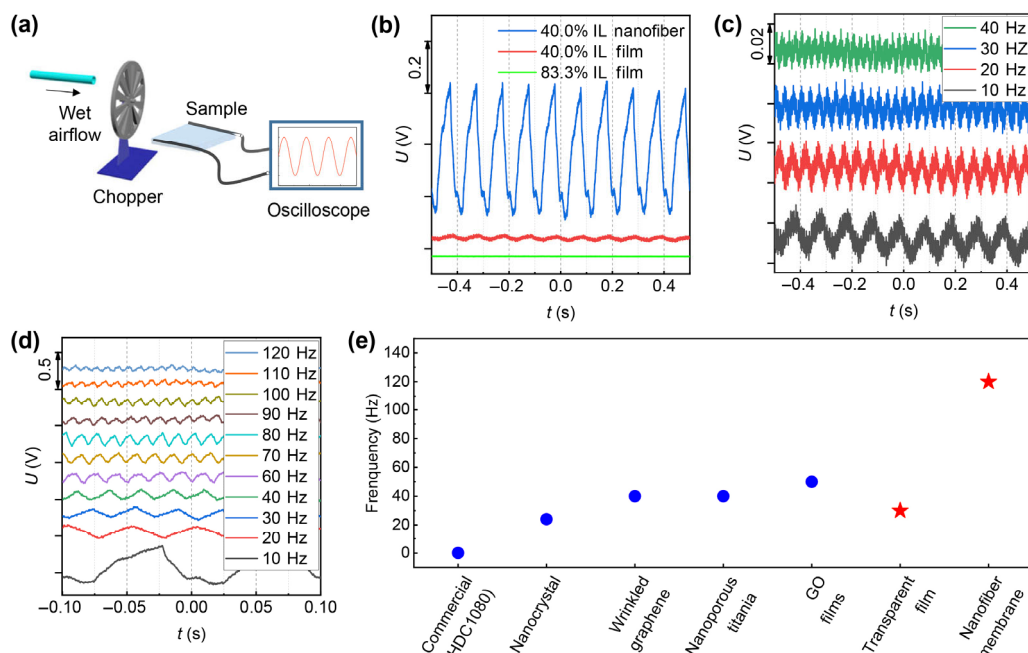 (a)
Wet
airflow
Chopper
Sample
Oscilloscope
(b)
0.2
U (V)
40.0% IL nanofiber
40.0% IL film
83.3% IL film
–0.4
–0.2
0.0
0.2
0.4
t (s)
(c)
0.02
U (V)
40 Hz
30 HZ
20 Hz
10 Hz
–0.4
–0.2
0.0
0.2
0.4
t (s)
(d)
0.5
U (V)
120 Hz
110 Hz
100 Hz
90 Hz
80 Hz
70 Hz
60 Hz
40 Hz
30 Hz
20 Hz
10 Hz
–0.10
–0.05
0.00
0.05
0.10
t (s)
(e)
Frenquency (Hz)
140
120
100
80
60
40
20
0
Commercial
HDC1080)
Nanocrystal
Wrinkled
graphene
Nanoporous
titania
GO
films
Transparent
film
Nanofiber
membrane